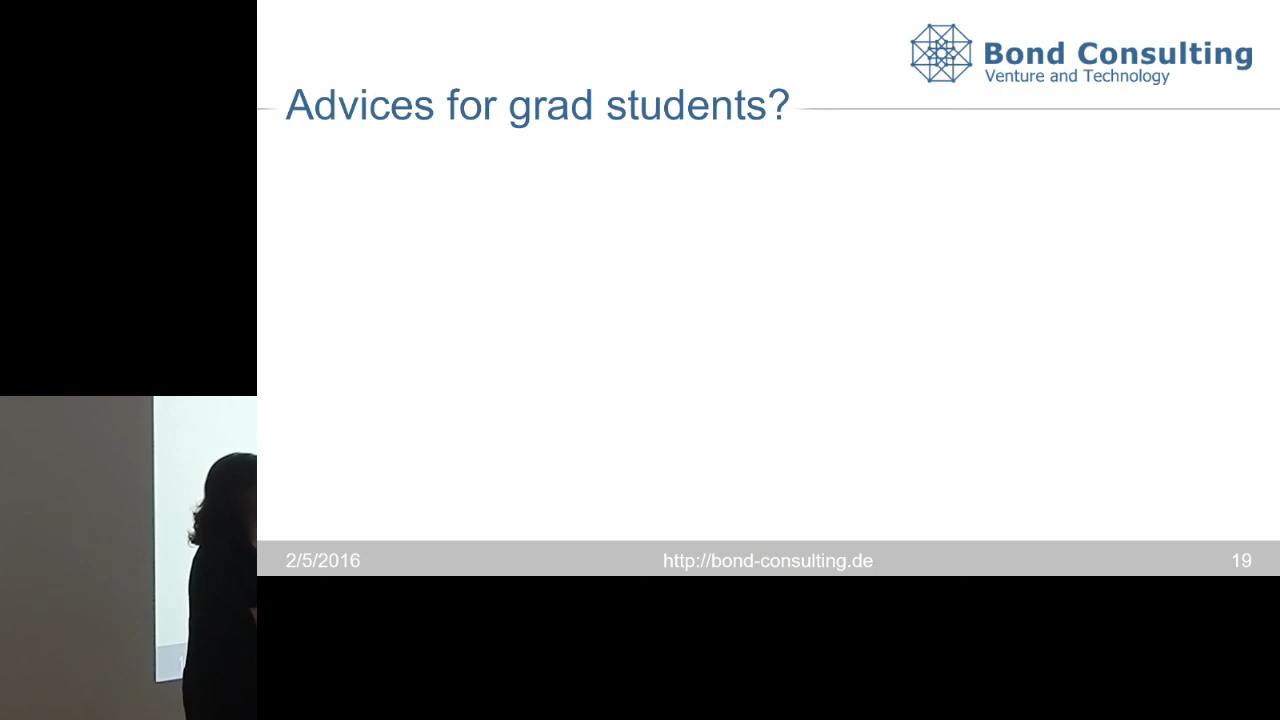 Bond Consulting
Venture and Technology
Advices for grad students?
2/5/2016
http://bond-consulting.de
19